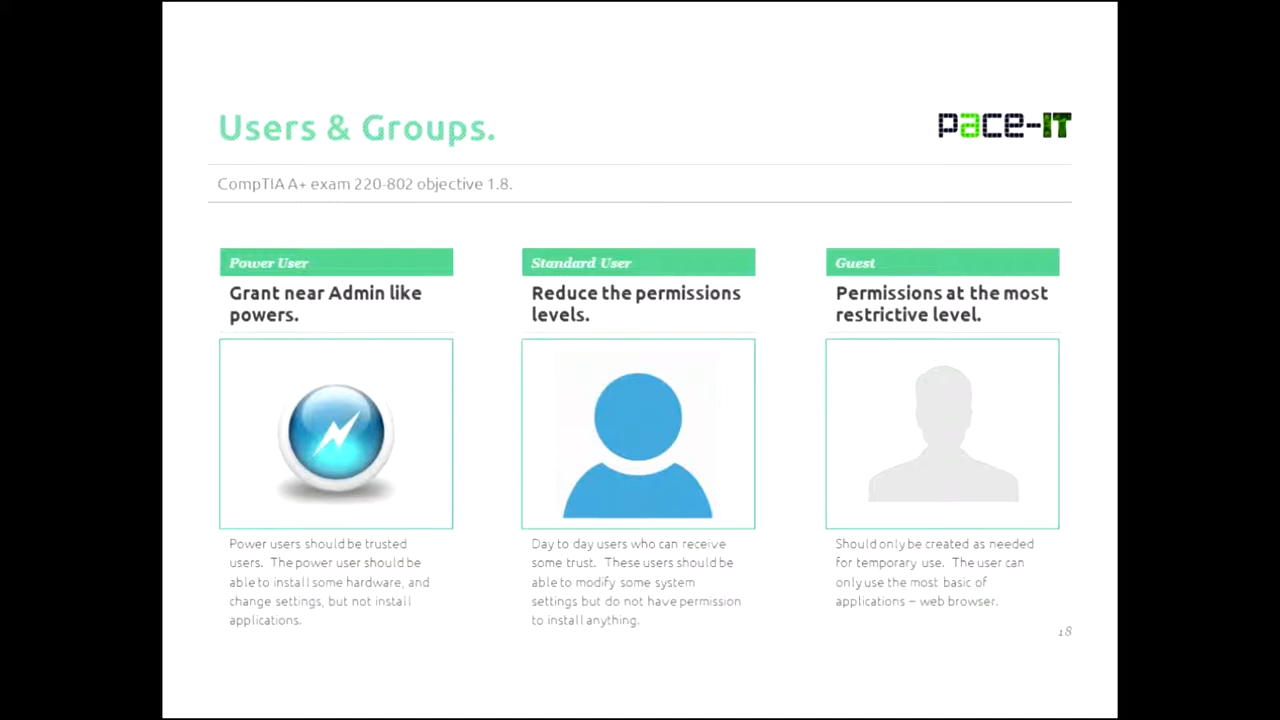 Users & Groups.
pace-IT
CompTIA A+ exam 220-802 objective 1.8.
Power User
Grant near Admin like
powers.
Power users should be trusted
users. The power user should be
able to install some hardware, and
change settings, but not install
applications.
Standard User
Reduce the permissions
levels.
Day to day users who can receive
some trust. These users should be
able to modify some system
settings but do not have permission
to install anything.
Guest
Permissions at the most
restrictive level.
Should only be created as needed
for temporary use. The user can
only use the most basic of
applications – web browser.
18